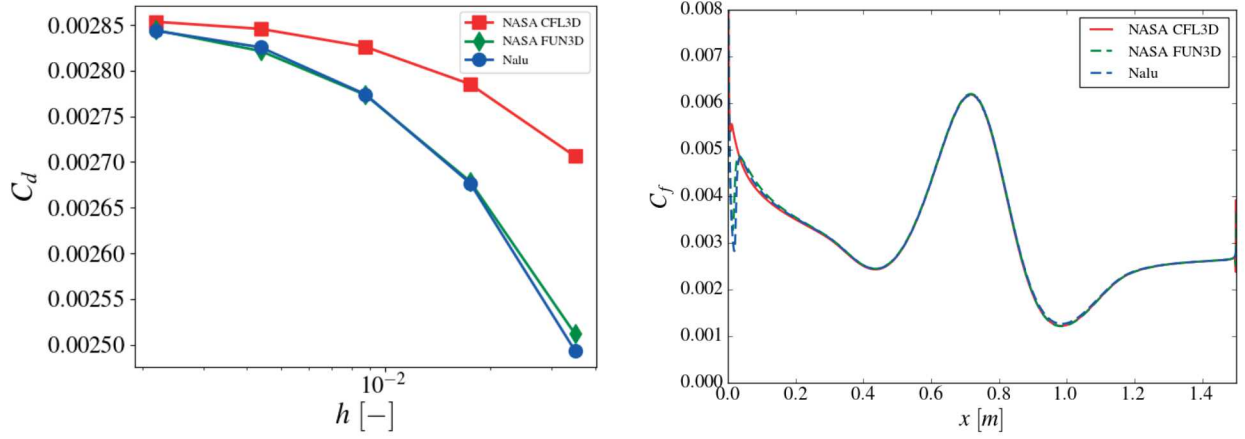 0.00285
0.00280
0.00275
0.00270
0.00265
0.00260
0.00255
0.00250
C_d
NASA CFL3D
NASA FUN3D
Nalu
10⁻²
h [−]
0.008
0.007
0.006
0.005
0.004
0.003
0.002
0.001
0.000
C_f
NASA CFL3D
NASA FUN3D
Nalu
0.0 0.2 0.4 0.6 0.8 1.0 1.2 1.4
x [m]